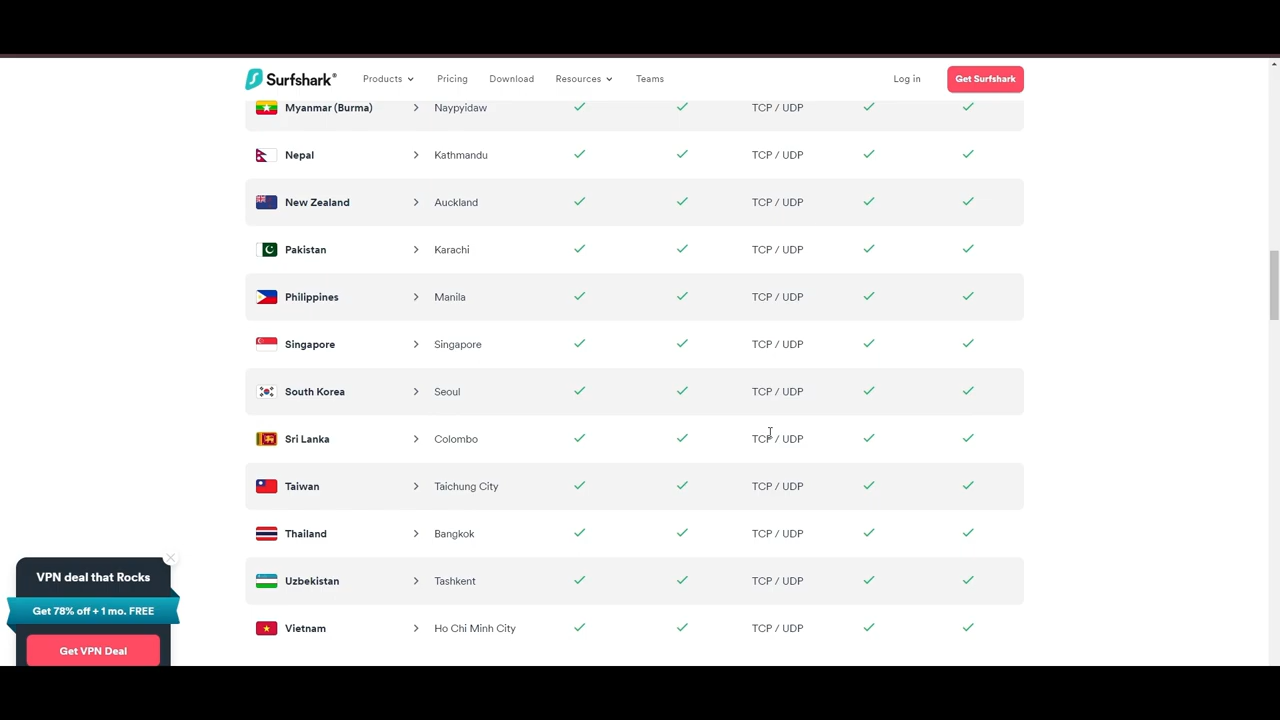 Surfshark®
Products
Pricing
Download
Resources
Teams
Log in
Get Surfshark
Myanmar (Burma) Naypyidaw TCP / UDP
Nepal Kathmandu TCP / UDP
New Zealand Auckland TCP / UDP
Pakistan Karachi TCP / UDP
Philippines Manila TCP / UDP
Singapore Singapore TCP / UDP
South Korea Seoul TCP / UDP
Sri Lanka Colombo TCP / UDP
Taiwan Taichung City TCP / UDP
Thailand Bangkok TCP / UDP
Uzbekistan Tashkent TCP / UDP
Vietnam Ho Chi Minh City TCP / UDP
VPN deal that Rocks
Get 78% off + 1 mo. FREE
Get VPN Deal